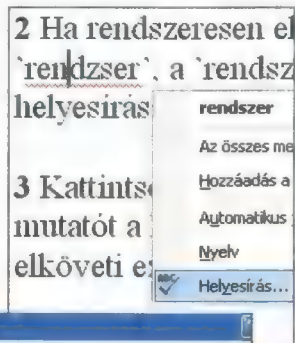 2 Ha rendszeresen el
`rendzser`, a `rendsz
helyesírás
rendszer
Az összes me
Hozzáadás a
3 Kattints
Automatikus
mutatót a
Nyelv
elköveti e
Helyesírás...